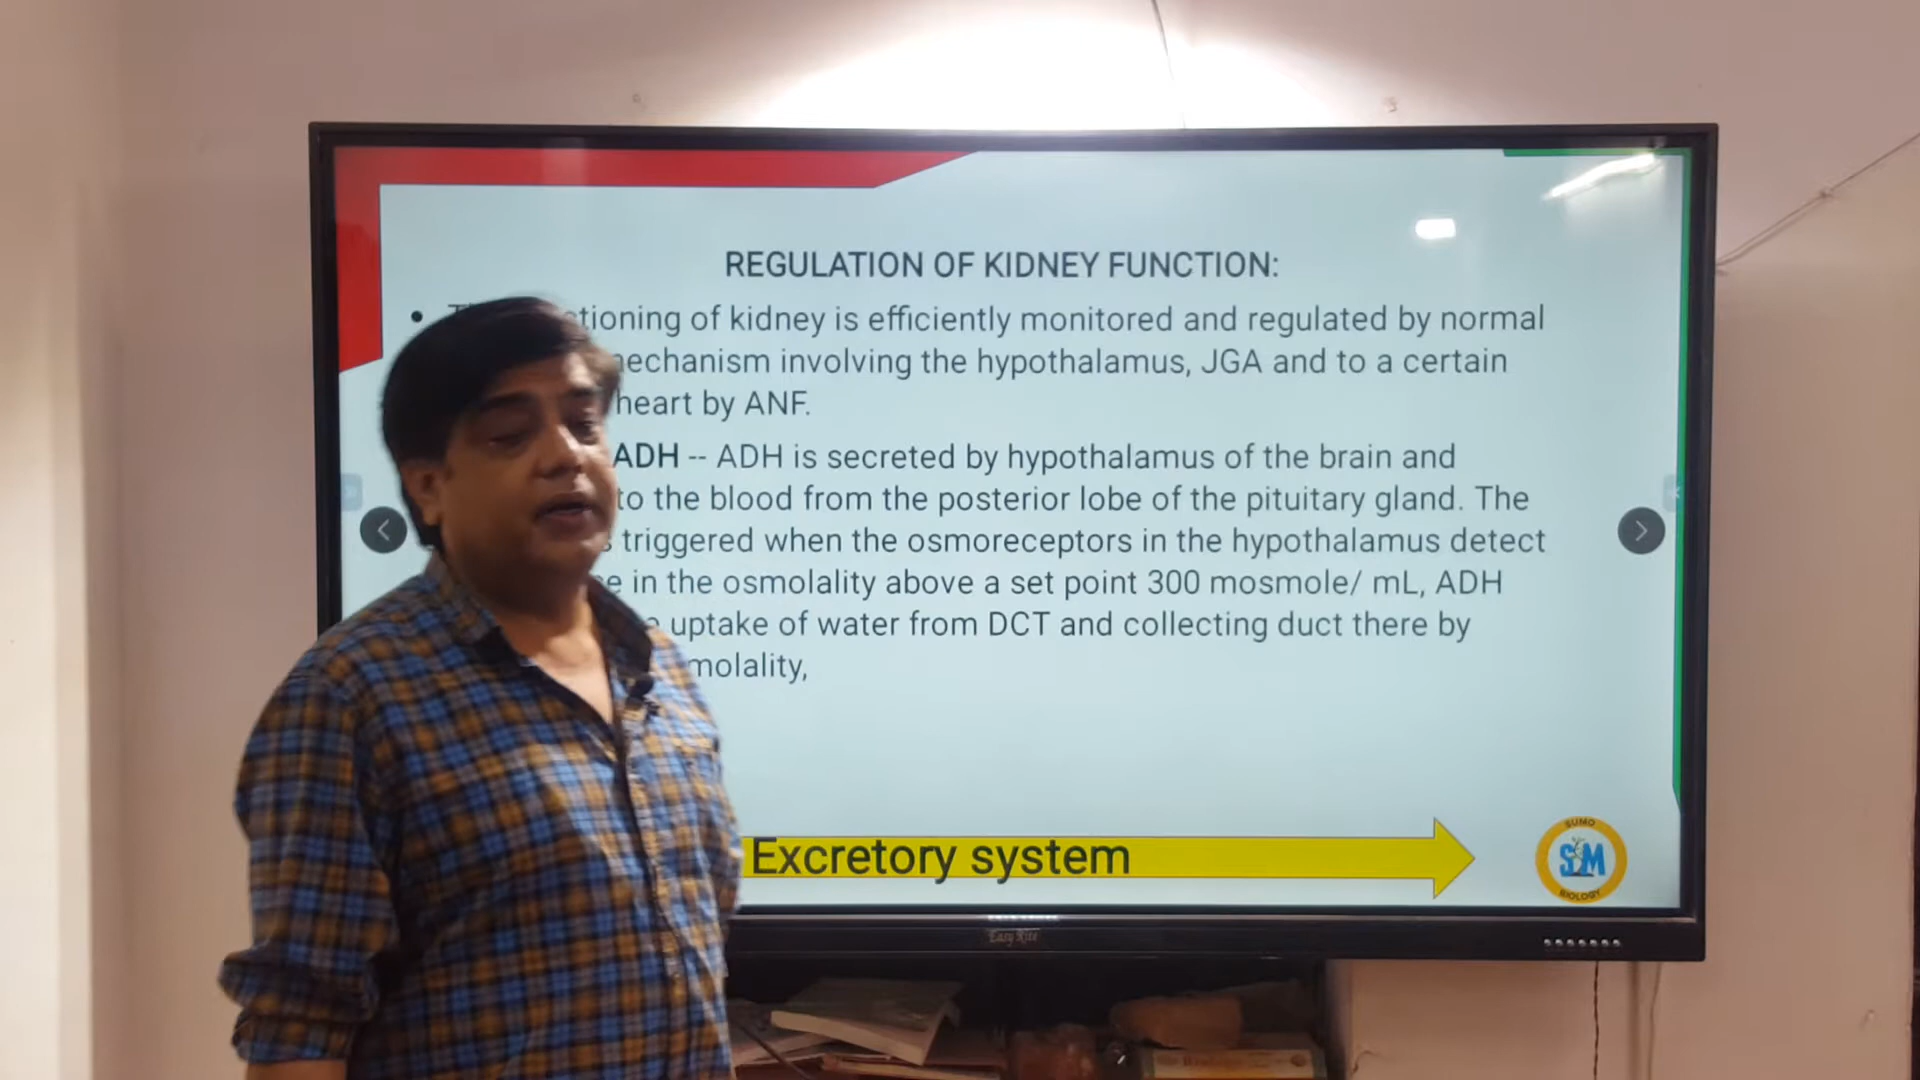 REGULATION OF KIDNEY FUNCTION:
• ctioning of kidney is efficiently monitored and regulated by normal
mechanism involving the hypothalamus, JGA and to a certain
heart by ANF.
ADH -- ADH is secreted by hypothalamus of the brain and
to the blood from the posterior lobe of the pituitary gland. The
triggered when the osmoreceptors in the hypothalamus detect
in the osmolality above a set point 300 mosmole/ mL, ADH
uptake of water from DCT and collecting duct there by
molality,
Excretory system
SUMO
SM
BIOLOGY